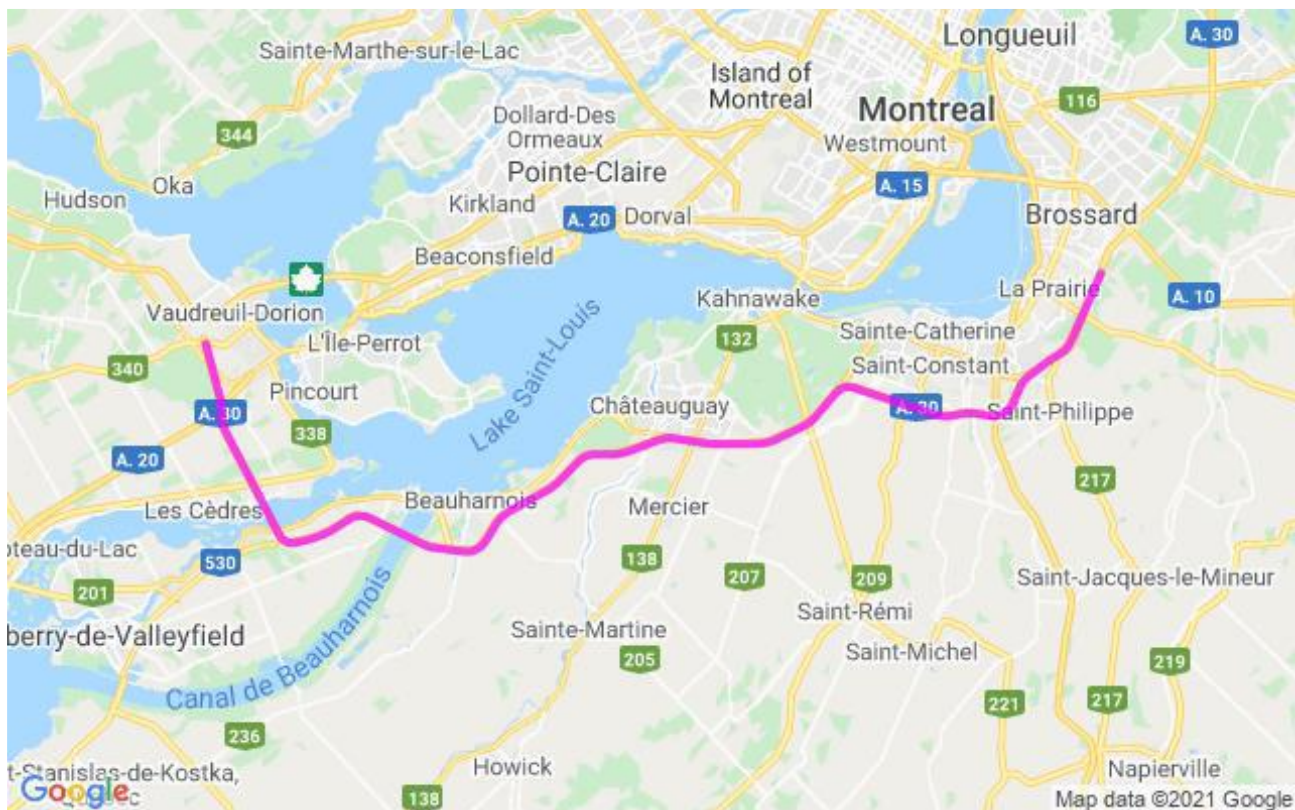 Sainte-Marthe-sur-le-Lac
Longueuil
A. 30
Island of
Montreal
Montreal
116
Dollard-Des
Ormeaux
344
Westmount
Pointe-Claire
A. 15
Oka
Hudson
Kirkland
A. 20
Dorval
Brossard
Beaconsfield
Vaudreuil-Dorion
Kahnawake
La Prairie
A. 10
L'Île-Perrot
132
Sainte-Catherine
340
Saint-Constant
Pincourt
Lake Saint-Louis
A. 30
338
Châteauguay
A. 30
Saint-Philippe
A. 20
217
Les Cèdres
Beauharnois
Mercier
oteau-du-Lac
530
138
207
209
Saint-Jacques-le-Mineur
201
Canal de Beauharnois
Saint-Rémi
berry-de-Valleyfield
Sainte-Martine
205
Saint-Michel
219
221
217
236
t-Stanislas-de-Kostka,
Howick
Napierville
Google
138
Map data ©2021 Google